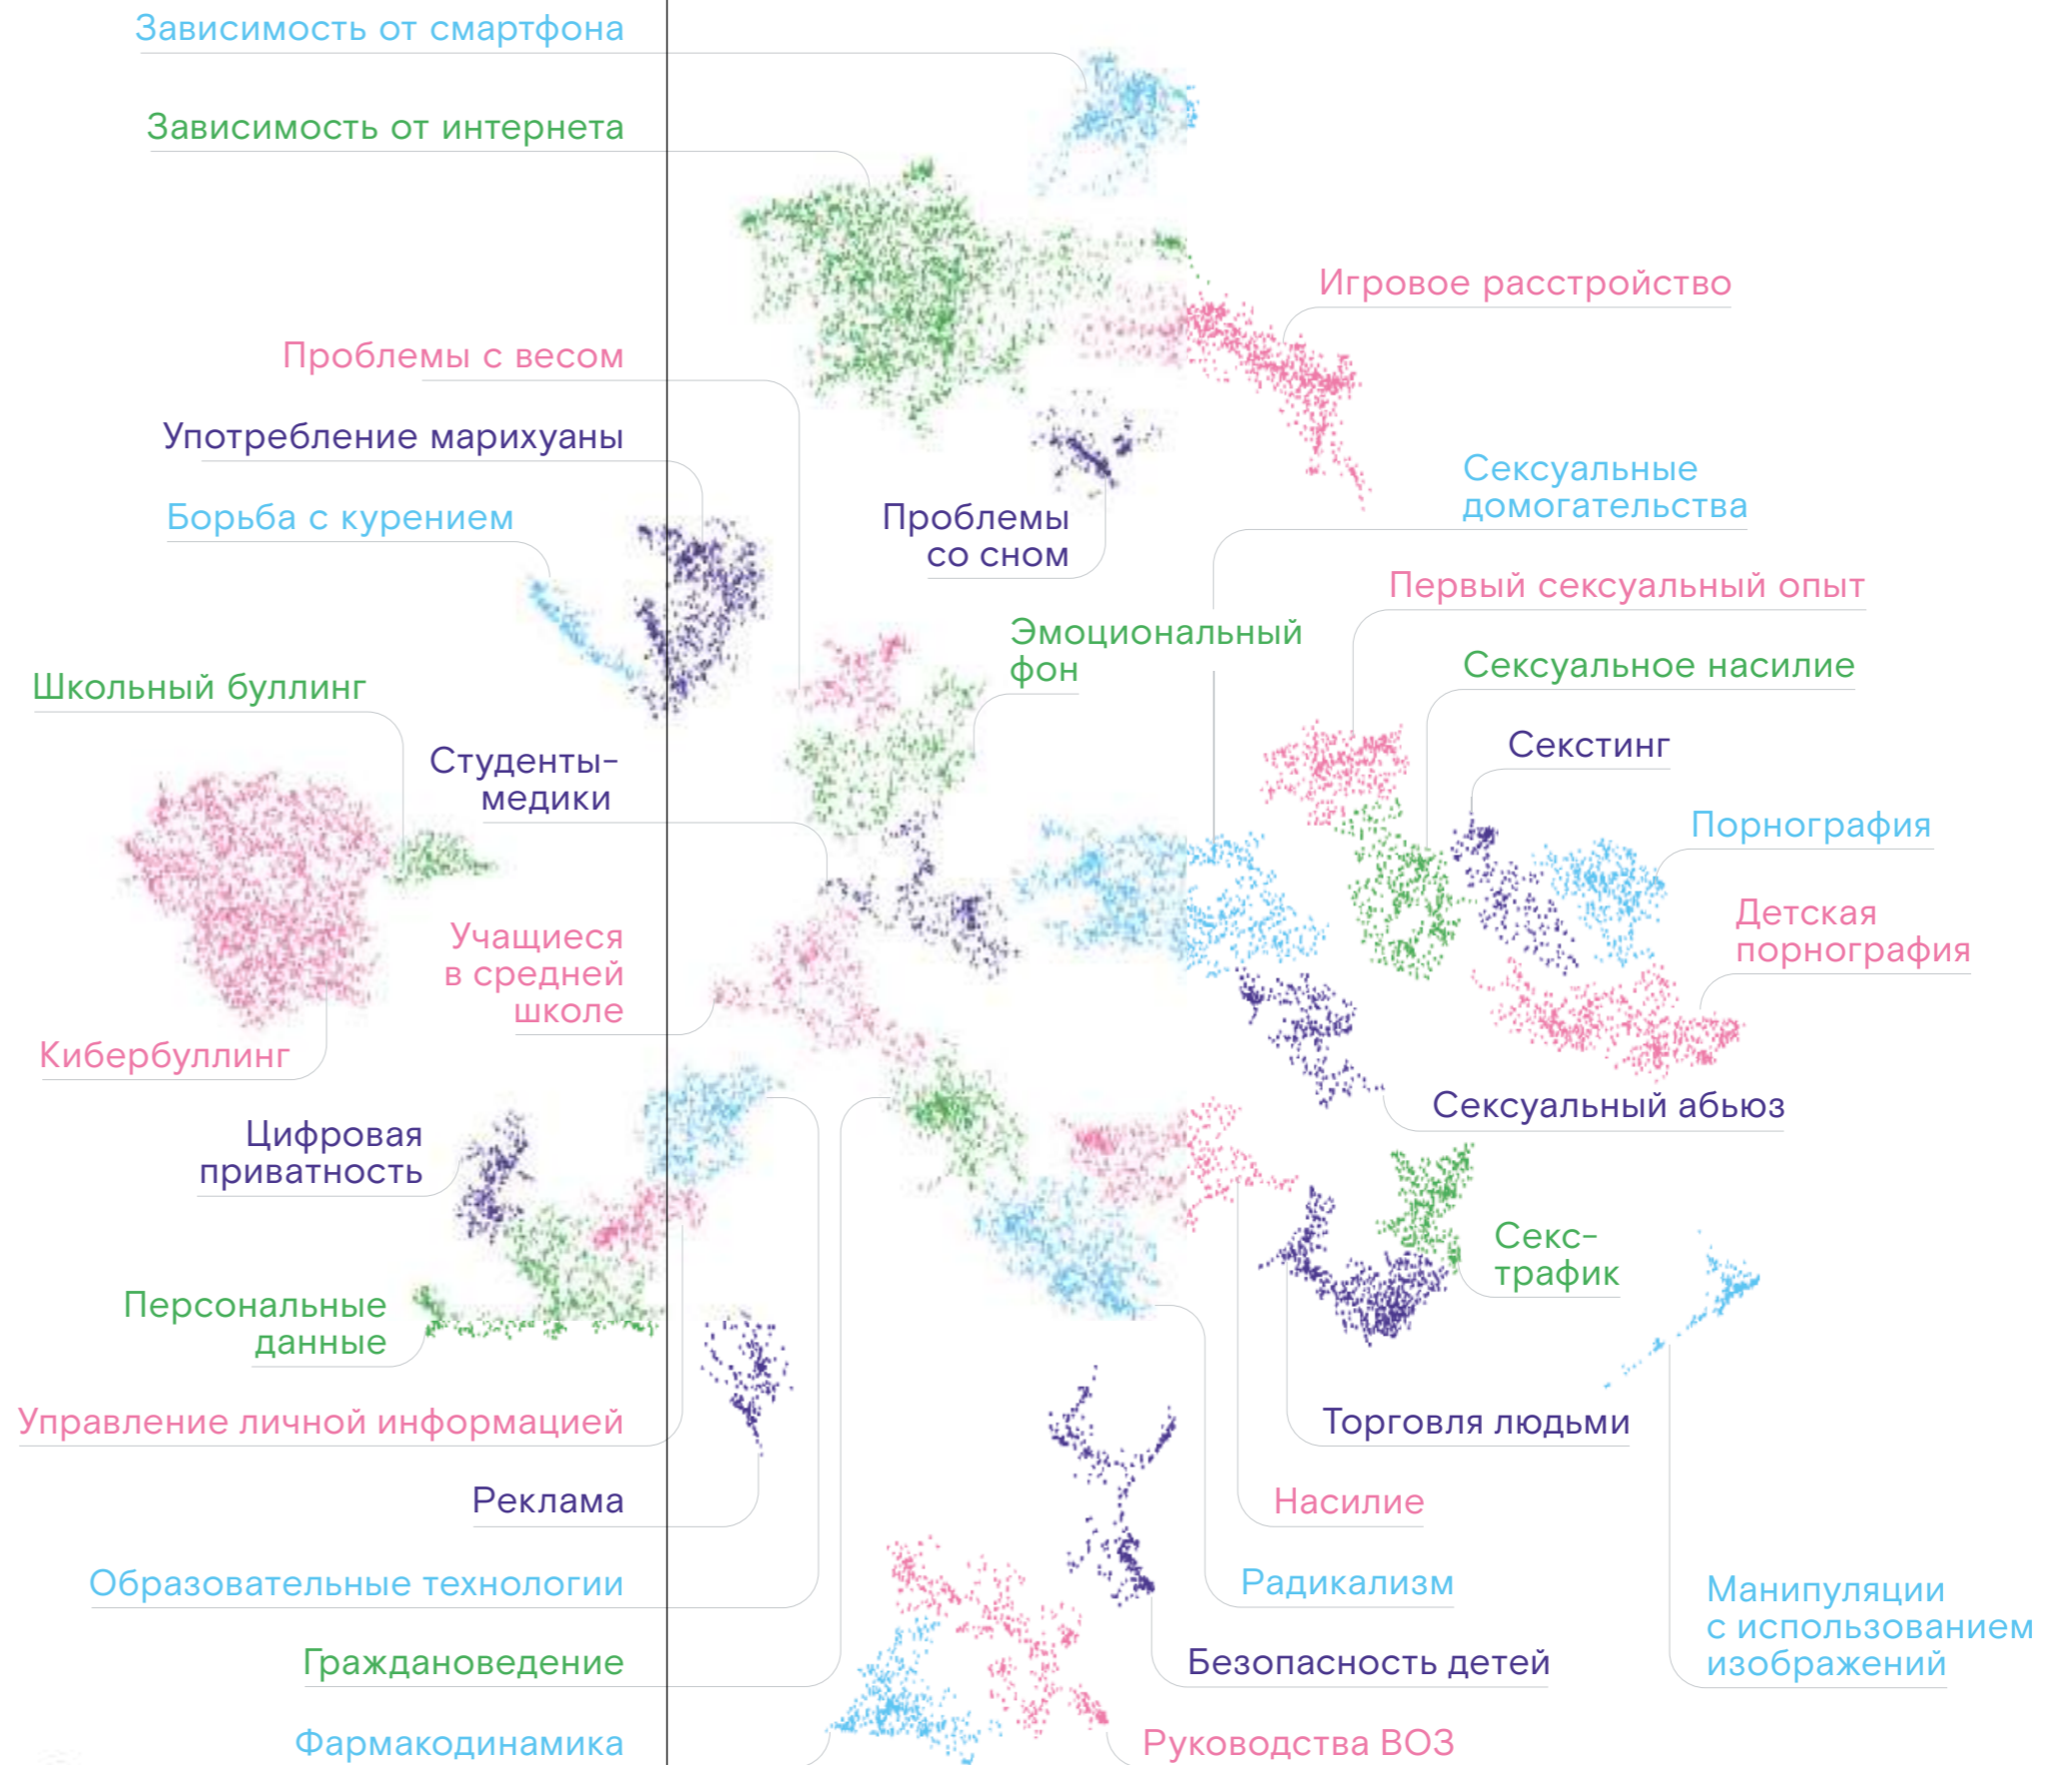 Зависимость от смартфона
Зависимость от интернета
Игровое расстройство
Проблемы с весом
Употребление марихуаны
Борьба с курением
Проблемы
со сном
Сексуальные
домогательства
Первый сексуальный опыт
Эмоциональный
фон
Сексуальное насилие
Школьный буллинг
Студенты-
медики
Секстинг
Порнография
Детская
порнография
Учащиеся
в средней
школе
Кибербуллинг
Сексуальный абьюз
Цифровая
приватность
Секс-
трафик
Персональные
данные
Управление личной информацией
Торговля людьми
Реклама
Насилие
Образовательные технологии
Радикализм
Манипуляции
с использованием
изображений
Граждановедение
Безопасность детей
Фармакодинамика
Руководства ВОЗ